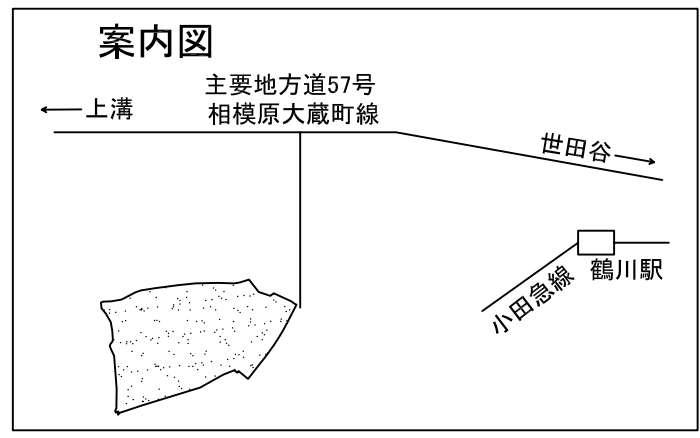 案内図
主要地方道57号
相模原大蔵町線
←上溝
世田谷→
鶴川駅
小田急線